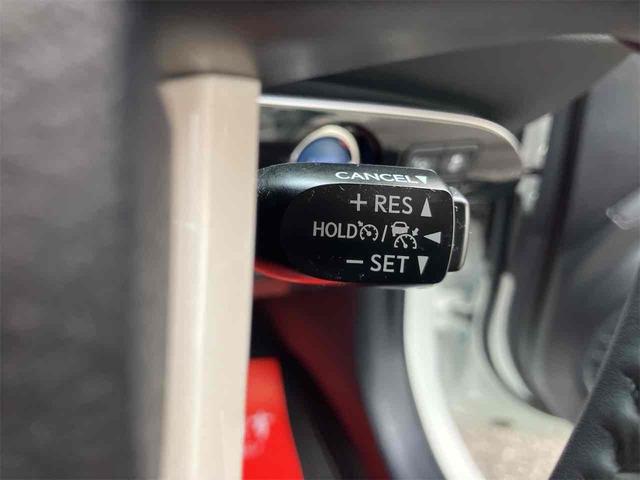 CANCEL▼
+ RES ▲
HOLD / ◀
− SET ▼